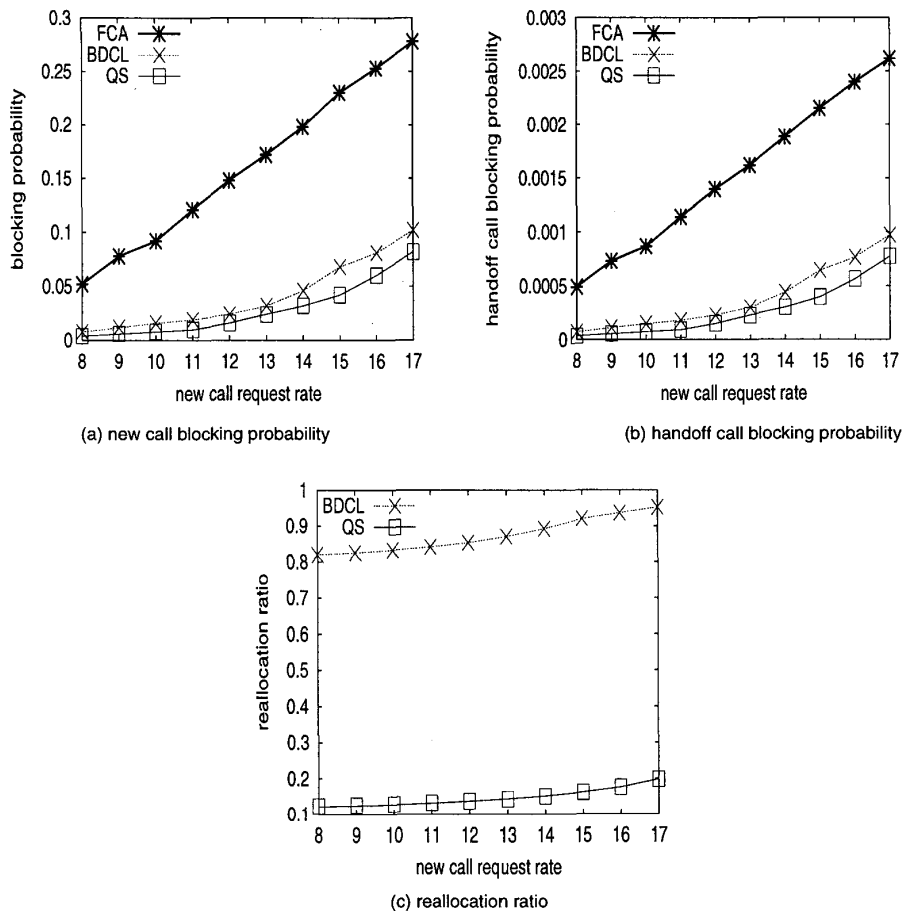 0.3
0.25
0.2
0.15
0.1
0.05
0
blocking probability
FCA
BDCL
QS
8 9 10 11 12 13 14 15 16 17
new call request rate
(a) new call blocking probability
0.003
0.0025
0.002
0.0015
0.001
0.0005
0
handoff call blocking probability
FCA
BDCL
QS
8 9 10 11 12 13 14 15 16 17
new call request rate
(b) handoff call blocking probability
1
0.9
0.8
0.7
0.6
0.5
0.4
0.3
0.2
0.1
reallocation ratio
BDCL
QS
8 9 10 11 12 13 14 15 16 17
new call request rate
(c) reallocation ratio